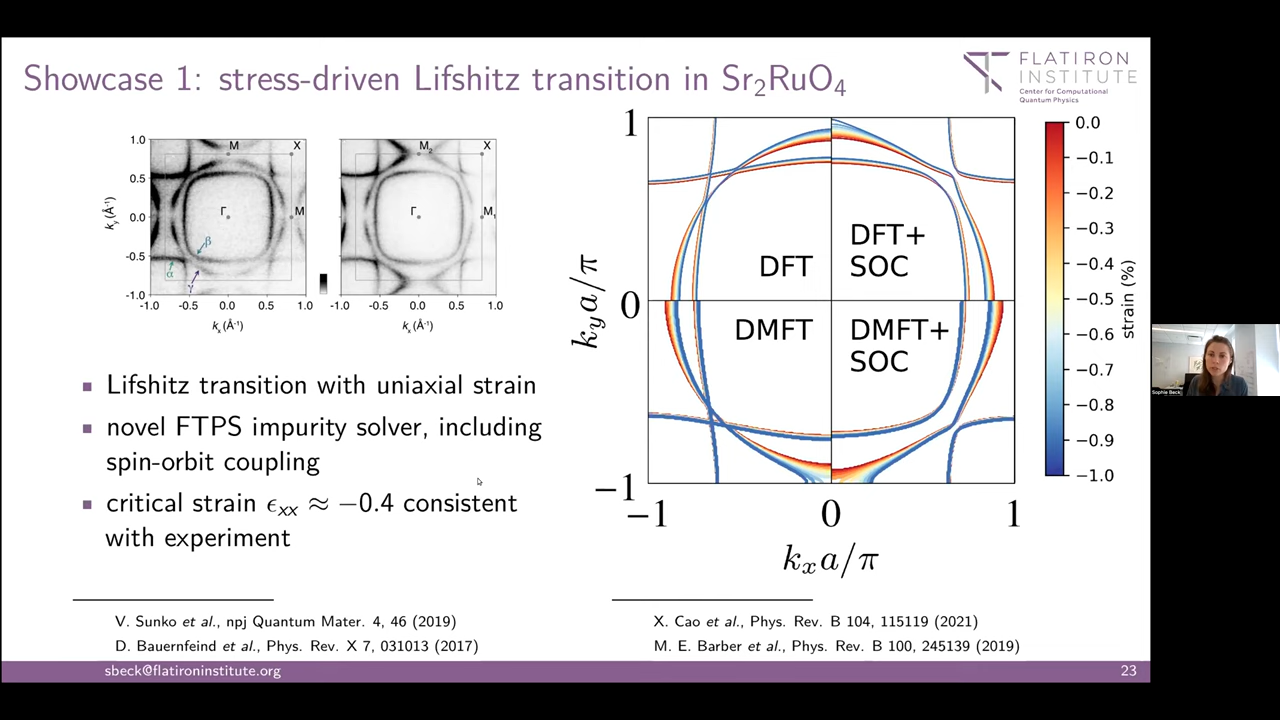 Showcase 1: stress-driven Lifshitz transition in Sr₂RuO₄
FLATIRON
INSTITUTE
Center for Computational
Quantum Physics
1.0
0.5
0.0
-0.5
-1.0
kᵧ (Å⁻¹)
M
X
Γ
M
β
α
γ
-1.0
-0.5
0.0
0.5
1.0
kₓ (Å⁻¹)
M₂
X
Γ
M₁
-1.0
-0.5
0.0
0.5
1.0
kₓ (Å⁻¹)
Lifshitz transition with uniaxial strain
novel FTPS impurity solver, including
spin-orbit coupling
critical strain ϵₓₓ ≈ −0.4 consistent
with experiment
1
0
−1
kᵧa/π
DFT
DFT+
SOC
DMFT
DMFT+
SOC
−1
0
1
kₓa/π
0.0
−0.1
−0.2
−0.3
−0.4
−0.5
−0.6
−0.7
−0.8
−0.9
−1.0
strain (%)
Sophie Beck
V. Sunko et al., npj Quantum Mater. 4, 46 (2019)
D. Bauernfeind et al., Phys. Rev. X 7, 031013 (2017)
X. Cao et al., Phys. Rev. B 104, 115119 (2021)
M. E. Barber et al., Phys. Rev. B 100, 245139 (2019)
sbeck@flatironinstitute.org
23